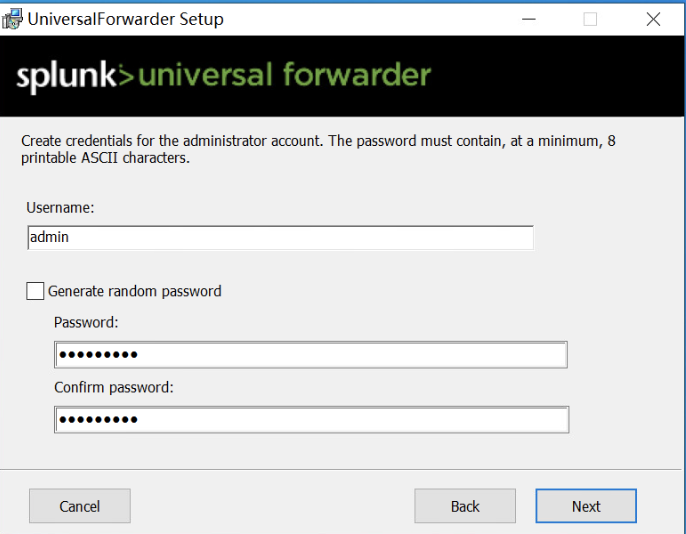 UniversalForwarder Setup
splunk>universal forwarder
Create credentials for the administrator account. The password must contain, at a minimum, 8
printable ASCII characters.
Username:
admin
Generate random password
Password:
●●●●●●●●●
Confirm password:
●●●●●●●●●
Cancel
Back
Next